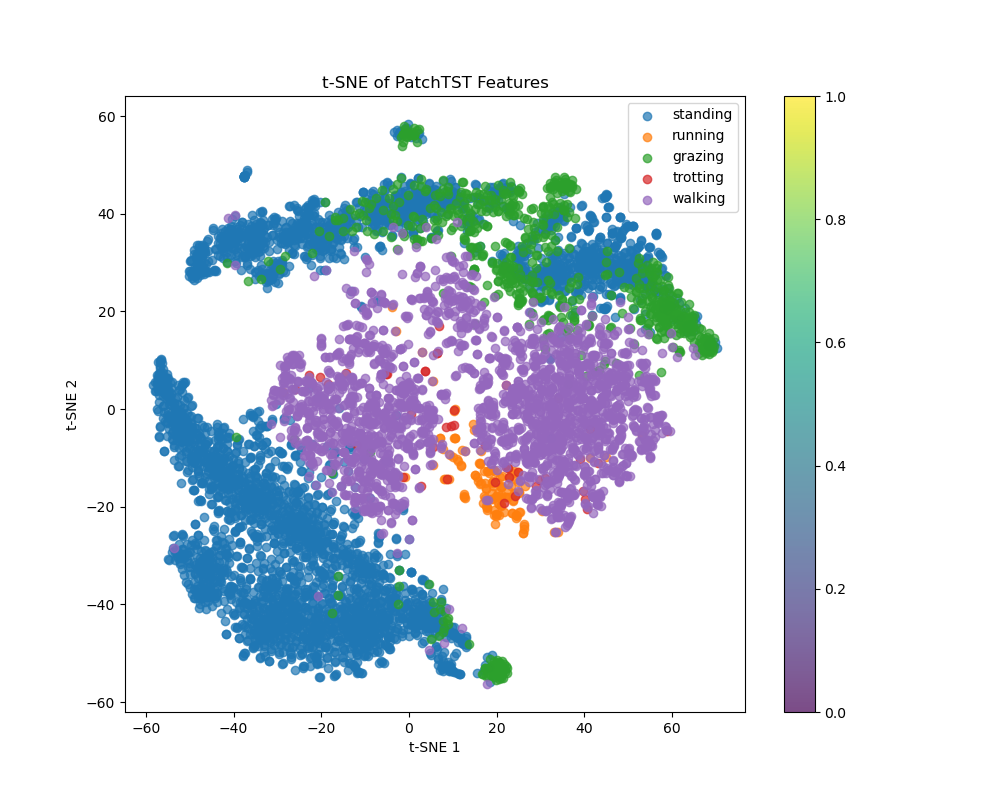 t-SNE of PatchTST Features
standing
running
grazing
trotting
walking
60
40
20
0
−20
−40
−60
t-SNE 2
−60 −40 −20 0 20 40 60
t-SNE 1
1.0
0.8
0.6
0.4
0.2
0.0